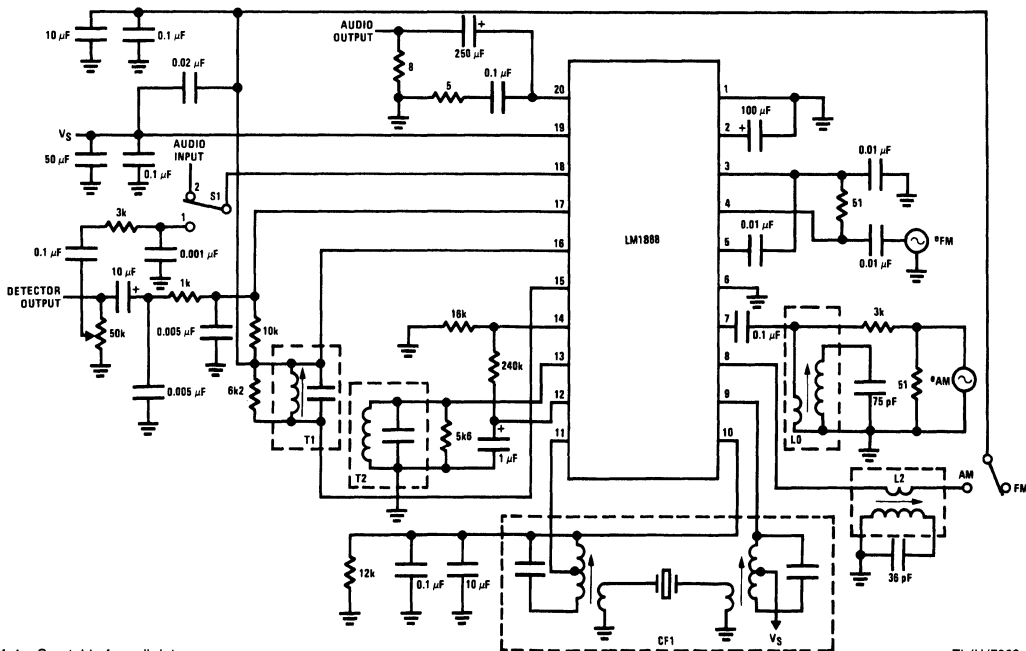 10 μF
0.1 μF
0.02 μF
AUDIO
OUTPUT
250 μF
+
8
5
0.1 μF
VS
50 μF
0.1 μF
AUDIO
INPUT
2
S1
1
3k
0.1 μF
0.001 μF
10 μF
+
1k
DETECTOR
OUTPUT
50k
0.005 μF
0.005 μF
10k
6k2
T1
16k
240k
T2
5k6
+
1 μF
20
19
18
17
16
15
14
13
12
11
LM1868
1
2
3
4
5
6
7
8
9
10
100 μF
+
0.01 μF
51
0.01 μF
0.01 μF
eFM
0.1 μF
3k
75 pF
51
eAM
L0
L2
AM
FM
36 pF
12k
0.1 μF
10 μF
CF1
VS